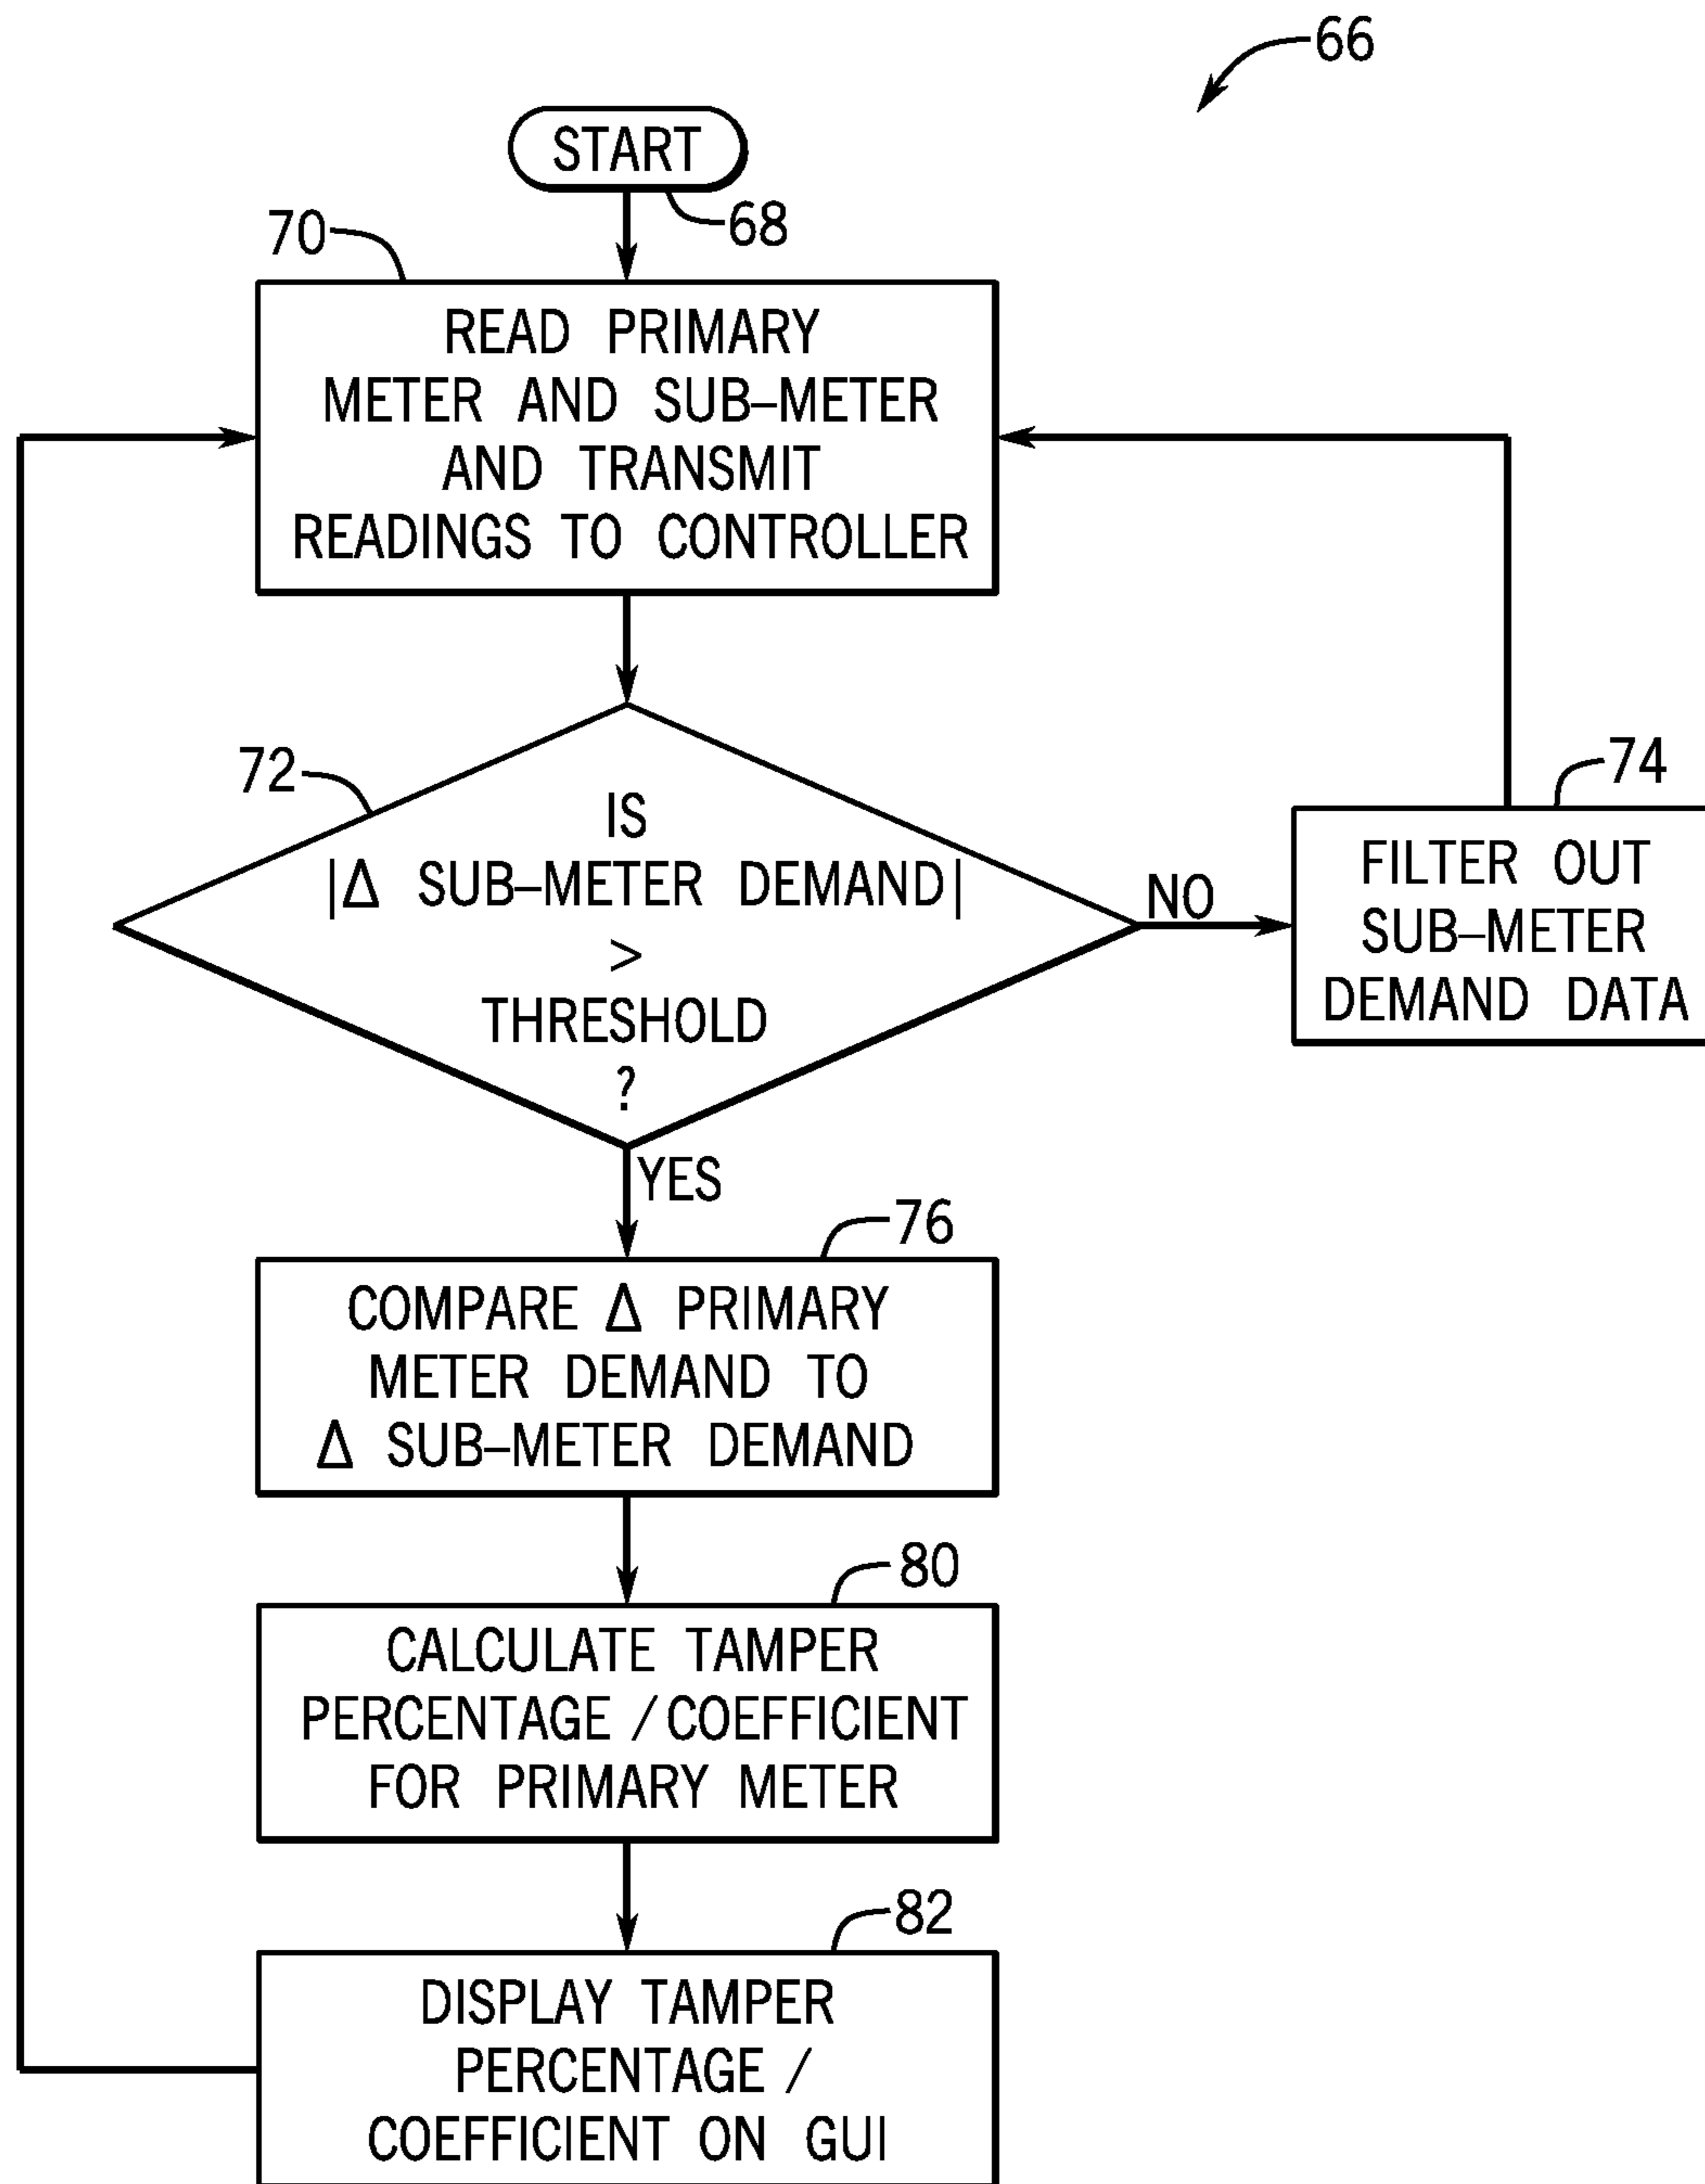 66
START
68
70
READ PRIMARY
METER AND SUB-METER
AND TRANSMIT
READINGS TO CONTROLLER
72
IS
|Δ SUB-METER DEMAND|
>
THRESHOLD
?
NO
74
FILTER OUT
SUB-METER
DEMAND DATA
YES
76
COMPARE Δ PRIMARY
METER DEMAND TO
Δ SUB-METER DEMAND
80
CALCULATE TAMPER
PERCENTAGE /COEFFICIENT
FOR PRIMARY METER
82
DISPLAY TAMPER
PERCENTAGE /
COEFFICIENT ON GUI